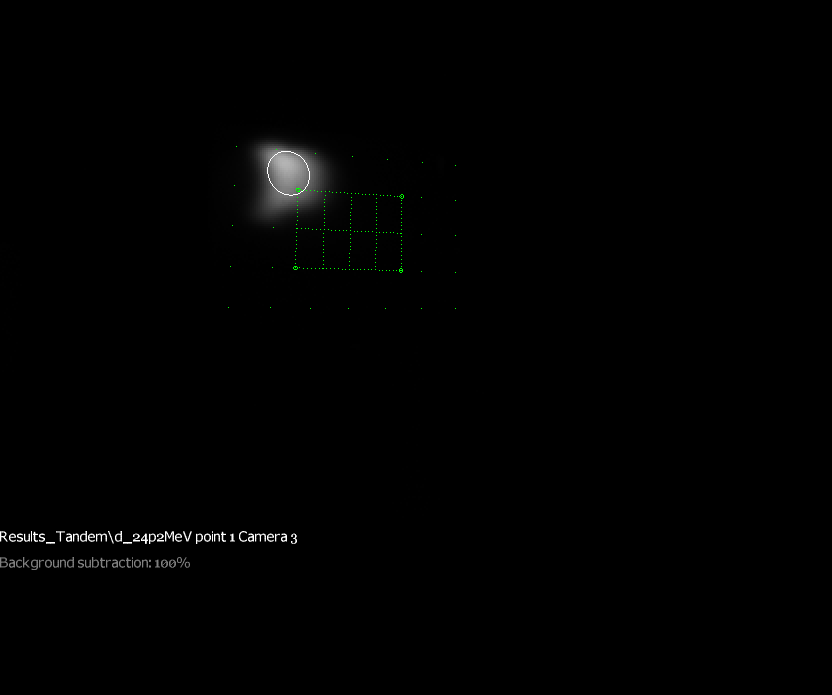 Results_Tandem\d_24p2MeV point 1 Camera 3
Background subtraction: 100%